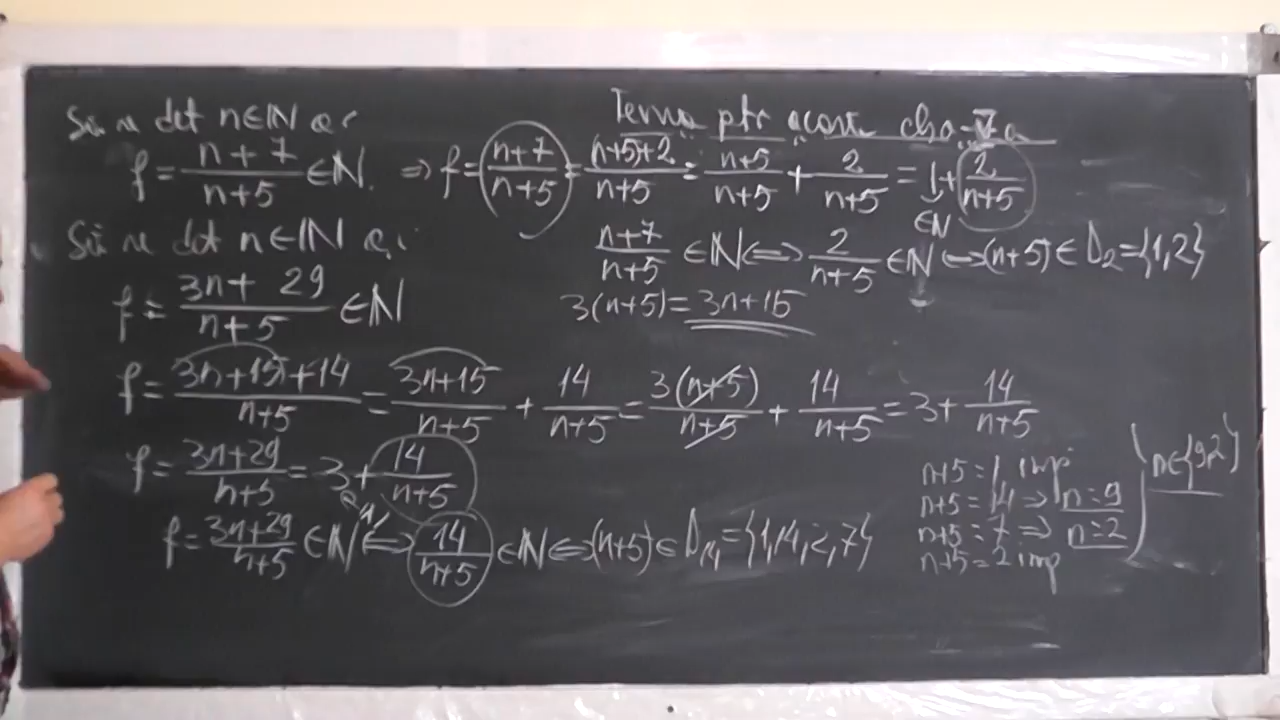 Să se det n∈ℕ a.î
Tema ptr acasă cls a V a
f = (n+7)/(n+5) ∈ ℕ. ⇒ f = (n+7)/(n+5) = ((n+5)+2)/(n+5) = (n+5)/(n+5) + 2/(n+5) = 1 + 2/(n+5)
∈ℕ
Să se det n∈ℕ a.î
(n+7)/(n+5) ∈ ℕ ⇔ 2/(n+5) ∈ ℕ ⇔ (n+5) ∈ D₂ = {1,2}
f = (3n+29)/(n+5) ∈ ℕ
3(n+5) = 3n+15
f = (3n+15+14)/(n+5) = (3n+15)/(n+5) + 14/(n+5) = 3(n+5)/(n+5) + 14/(n+5) = 3 + 14/(n+5)
f = (3n+29)/(n+5) = 3 + 14/(n+5)
∈ℕ
f = (3n+29)/(n+5) ∈ ℕ ⇔ 14/(n+5) ∈ ℕ ⇔ (n+5) ∈ D₁₄ = {1,14,2,7}
n+5=1 imp
n+5=14 ⇒ n=9
n+5=7 ⇒ n=2
n+5=2 imp
n∈{9,2}